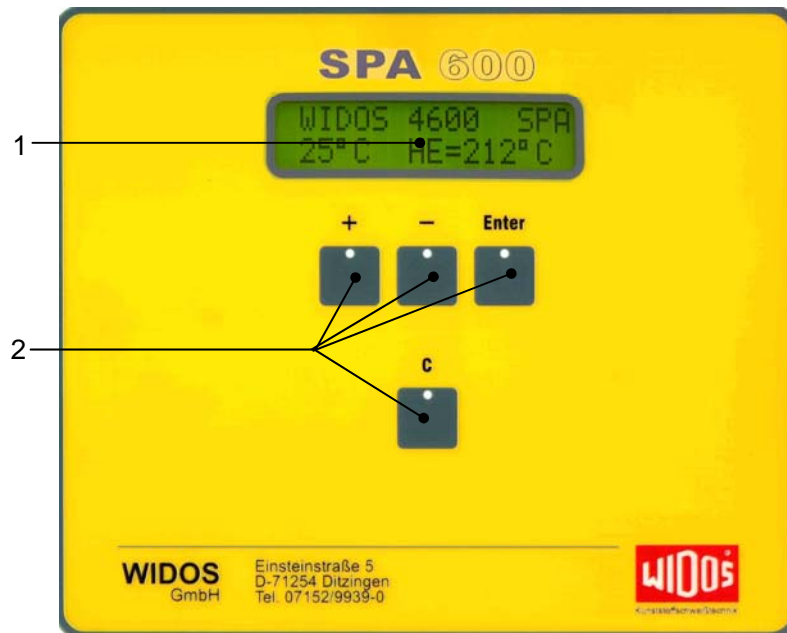 SPA 600
WIDOS 4600 SPA
25°C HE=212°C
1
+ - Enter
2
C
WIDOS
GmbH
Einsteinstraße 5
D-71254 Ditzingen
Tel. 07152/9939-0
WIDOS
Kunststoffschweißtechnik